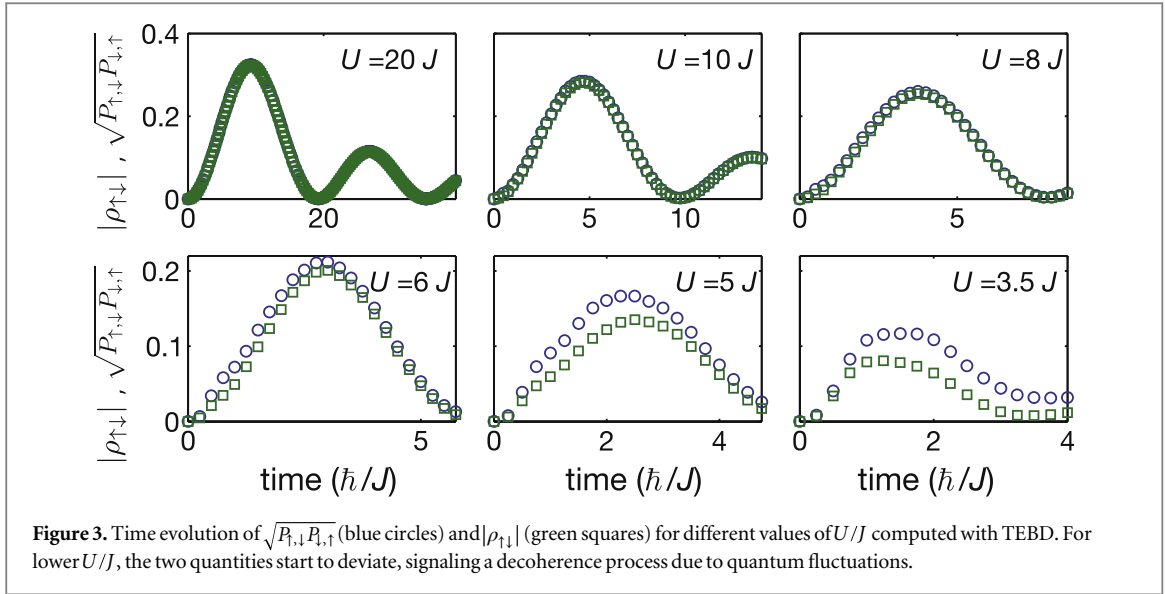 |ρ↑↓| , √P↑,↓P↓,↑
0.4
0.2
0
U =20 J
0 20
U =10 J
0 5 10
U =8 J
0 5
|ρ↑↓| , √P↑,↓P↓,↑
0.2
0.1
0
U =6 J
0 5
time (ħ/J)
U =5 J
0 2 4
time (ħ/J)
U =3.5 J
0 2 4
time (ħ/J)
Figure 3. Time evolution of √P↑,↓P↓,↑ (blue circles) and |ρ↑↓| (green squares) for different values of U/J computed with TEBD. For
lower U/J, the two quantities start to deviate, signaling a decoherence process due to quantum fluctuations.